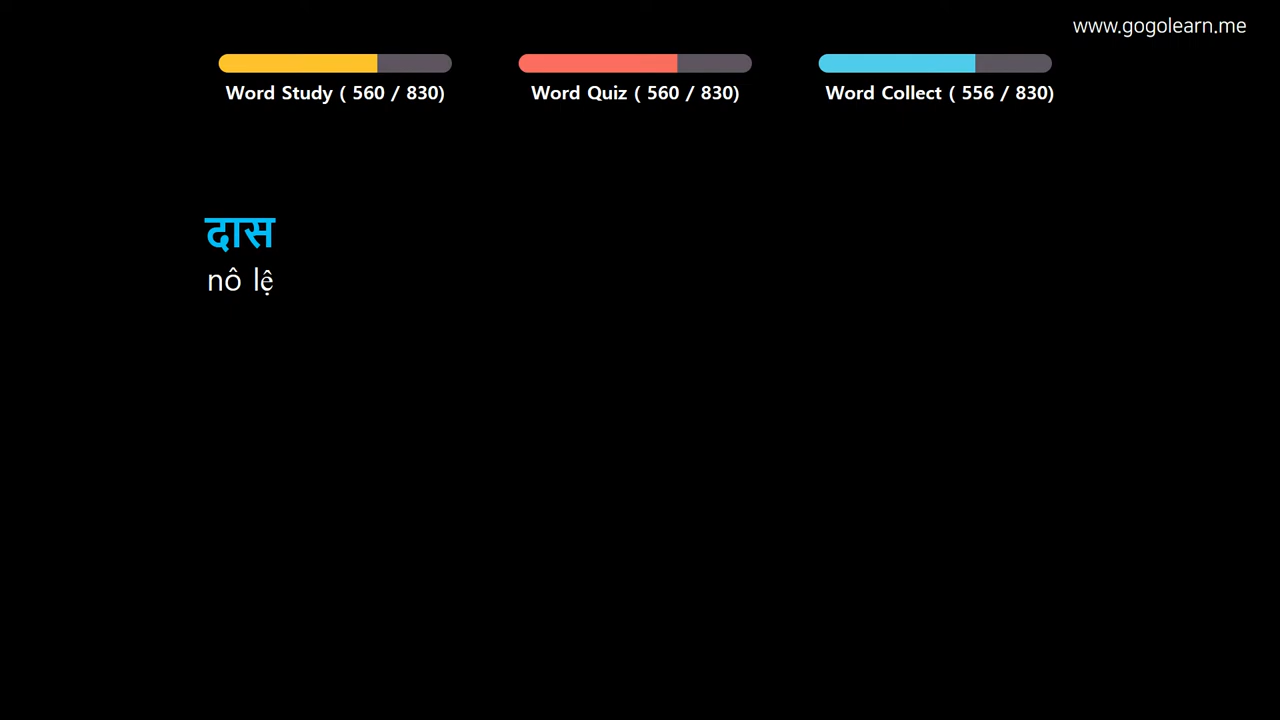 www.gogolearn.me
Word Study ( 560 / 830)
Word Quiz ( 560 / 830)
Word Collect ( 556 / 830)
दास
nô lệ